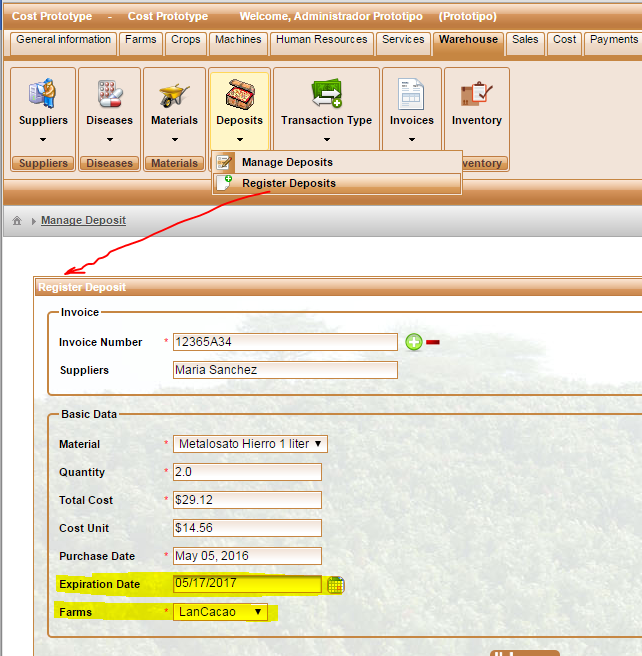 Cost Prototype - Cost Prototype Welcome, Administrador Prototipo (Prototipo)
General information Farms Crops Machines Human Resources Services Warehouse Sales Cost Payments
Suppliers Diseases Materials Deposits Transaction Type Invoices Inventory
Suppliers Diseases Materials ventory
Manage Deposits
Register Deposits
Manage Deposit
Register Deposit
Invoice
Invoice Number * 12365A34
Suppliers Maria Sanchez
Basic Data
Material * Metalosato Hierro 1 liter
Quantity * 2.0
Total Cost * $29.12
Cost Unit $14.56
Purchase Date * May 05, 2016
Expiration Date 05/17/2017
Farms * LanCacao